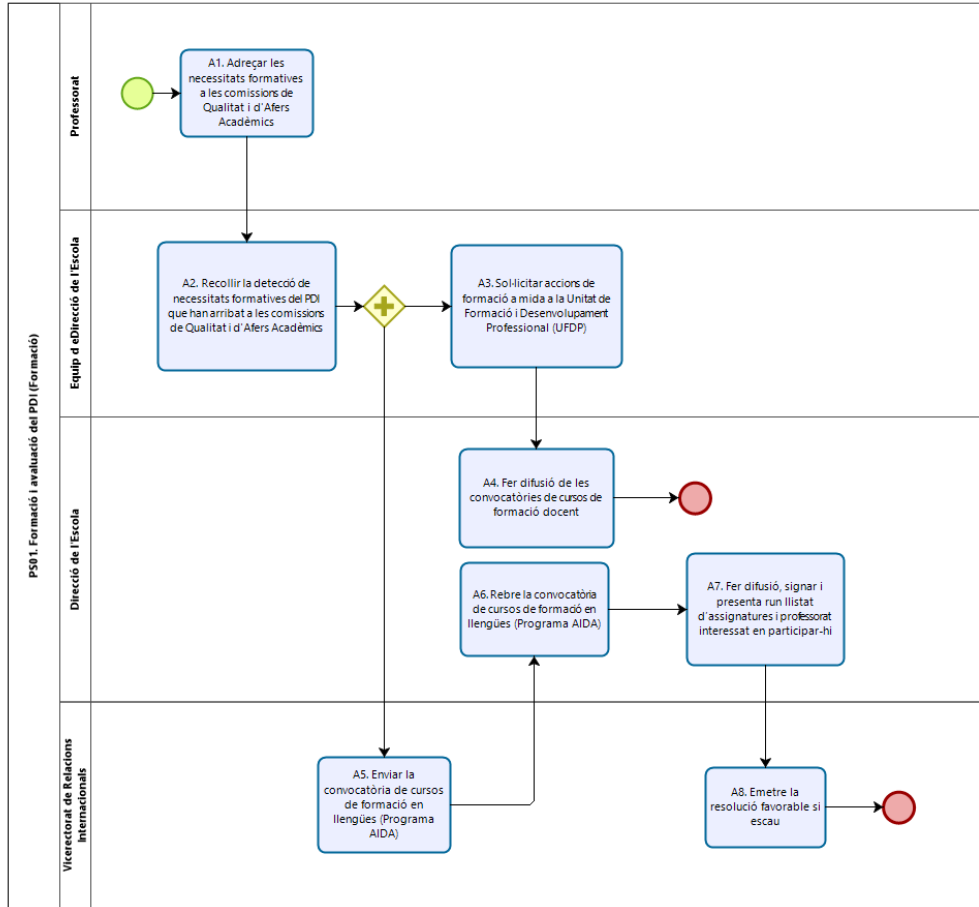 PS01. Formació i avaluació del PDI (Formació)
Professorat
A1. Adreçar les
necessitats formatives
a les comissions de
Qualitat i d'Afers
Acadèmics
Equip d eDirecció de l'Escola
A2. Recollir la detecció de
necessitats formatives del PDI
que han arribat a les comissions
de Qualitat i d'Afers Acadèmics
A3. Sol·licitar accions de
formació a mida a la Unitat de
Formació i Desenvolupament
Professional (UFDP)
Direcció de l'Escola
A4. Fer difusió de les
convocatòries de cursos de
formació docent
A6. Rebre la convocatòria
de cursos de formació en
llengües (Programa AIDA)
A7. Fer difusió, signar i
presenta run llistat
d'assignatures i professorat
interessat en participar-hi
Vicerectorat de Relacions
Internacionals
A5. Enviar la
convocatòria de cursos
de formació en
llengües (Programa
AIDA)
A8. Emetre la
resolució favorable si
escau